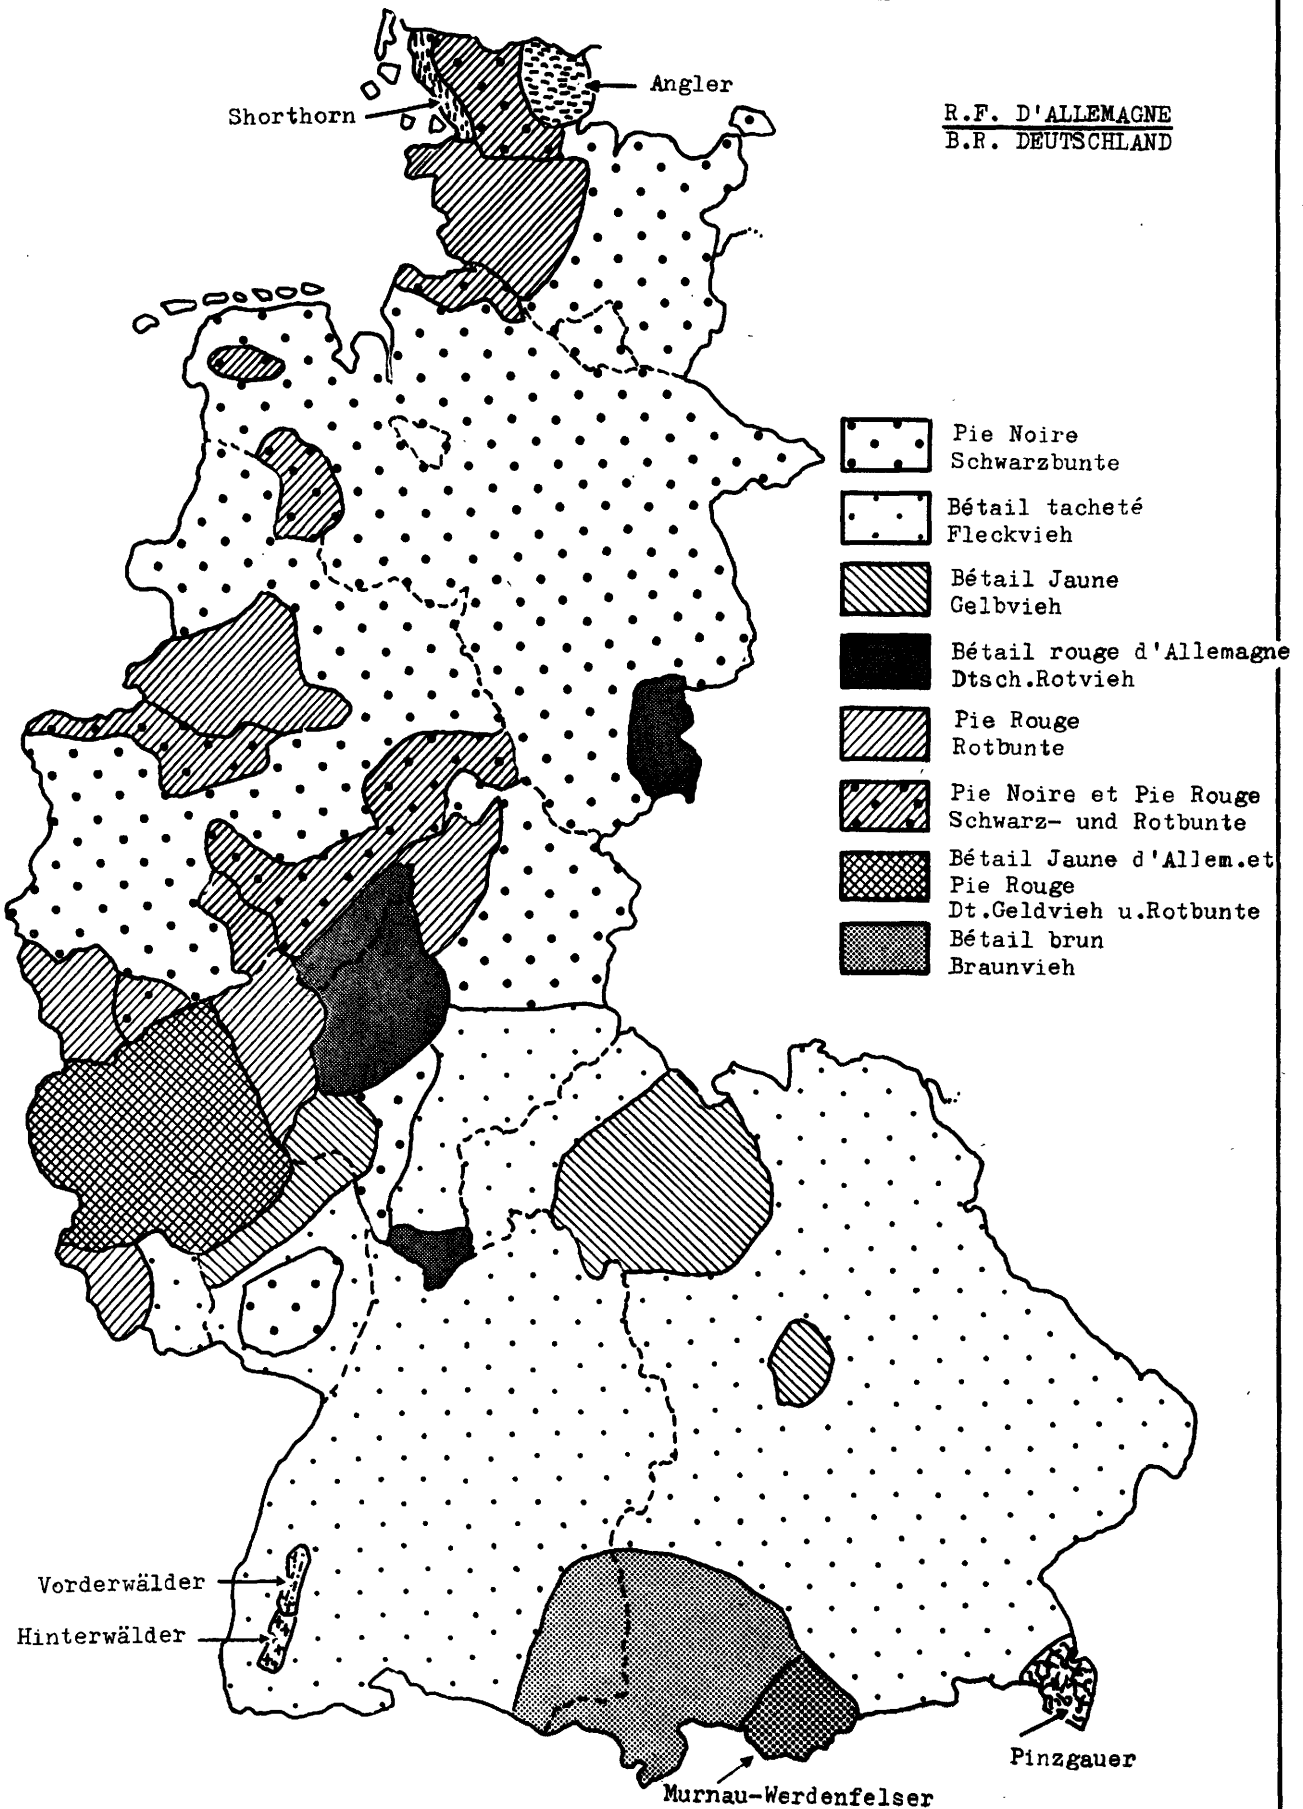 Angler
Shorthorn
R.F. D'ALLEMAGNE
B.R. DEUTSCHLAND
Pie Noire
Schwarzbunte
Bétail tacheté
Fleckvieh
Bétail Jaune
Gelbvieh
Bétail rouge d'Allemagne
Dtsch.Rotvieh
Pie Rouge
Rotbunte
Pie Noire et Pie Rouge
Schwarz- und Rotbunte
Bétail Jaune d'Allem.et
Pie Rouge
Dt.Geldvieh u.Rotbunte
Bétail brun
Braunvieh
Vorderwälder
Hinterwälder
Pinzgauer
Murnau-Werdenfelser